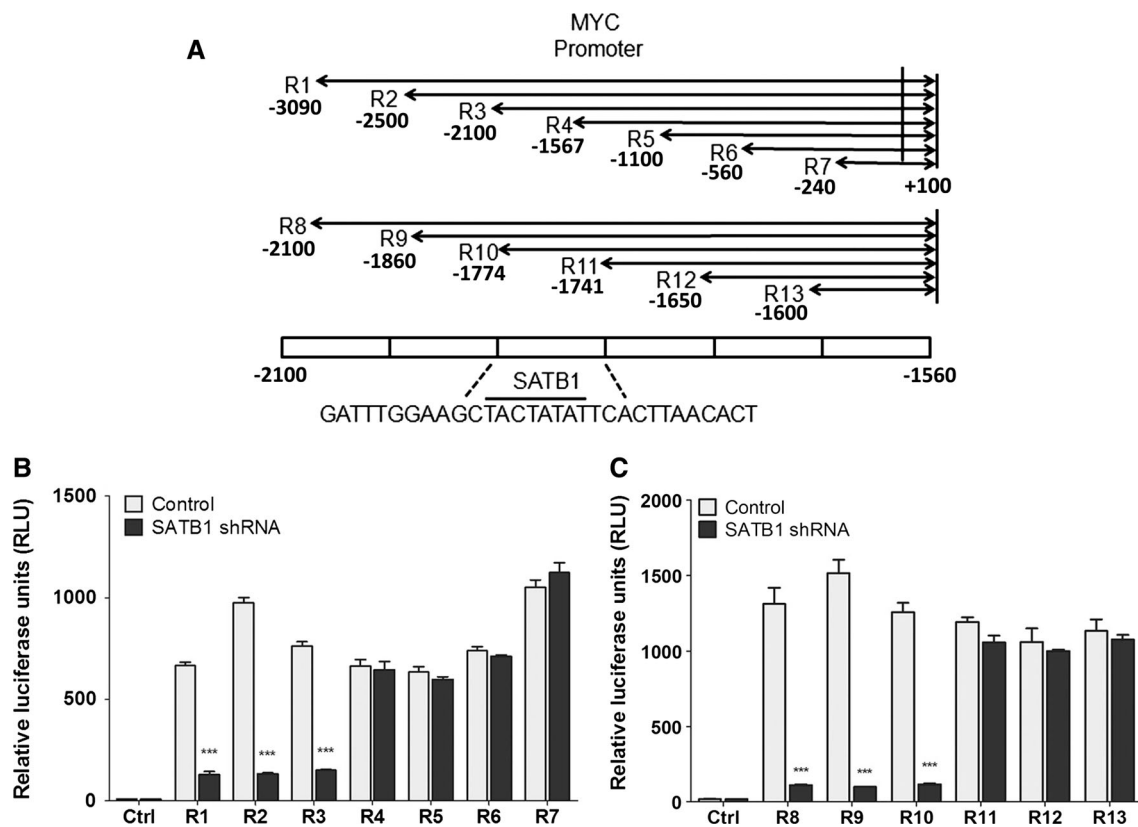 A
MYC
Promoter
R1
-3090
R2
-2500
R3
-2100
R4
-1567
R5
-1100
R6
-560
R7
-240
+100
R8
-2100
R9
-1860
R10
-1774
R11
-1741
R12
-1650
R13
-1600
-2100
-1560
SATB1
GATTTGGAAGCTACTATATTCACTTAACACT
B
Relative luciferase units (RLU)
1500
1000
500
0
Control
SATB1 shRNA
*** *** ***
Ctrl R1 R2 R3 R4 R5 R6 R7
C
Relative luciferase units (RLU)
2000
1500
1000
500
0
Control
SATB1 shRNA
*** *** ***
Ctrl R8 R9 R10 R11 R12 R13